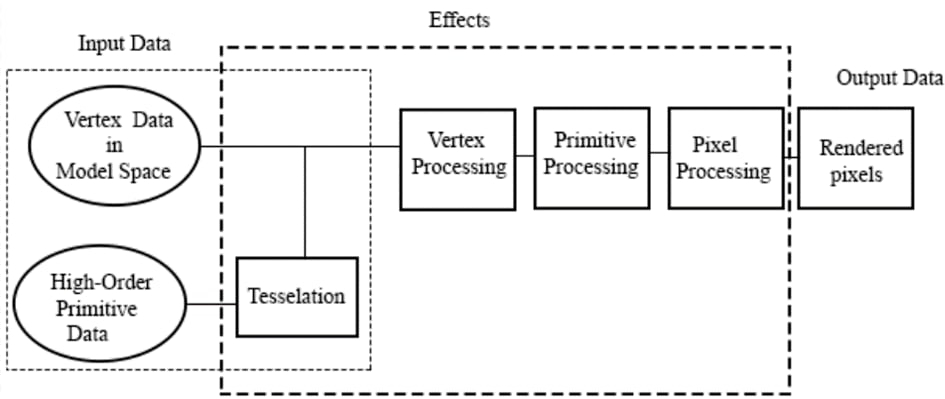 Effects
Input Data
Output Data
Vertex Data
in
Model Space
Vertex
Processing
Primitive
Processing
Pixel
Processing
Rendered
pixels
High-Order
Primitive
Data
Tesselation